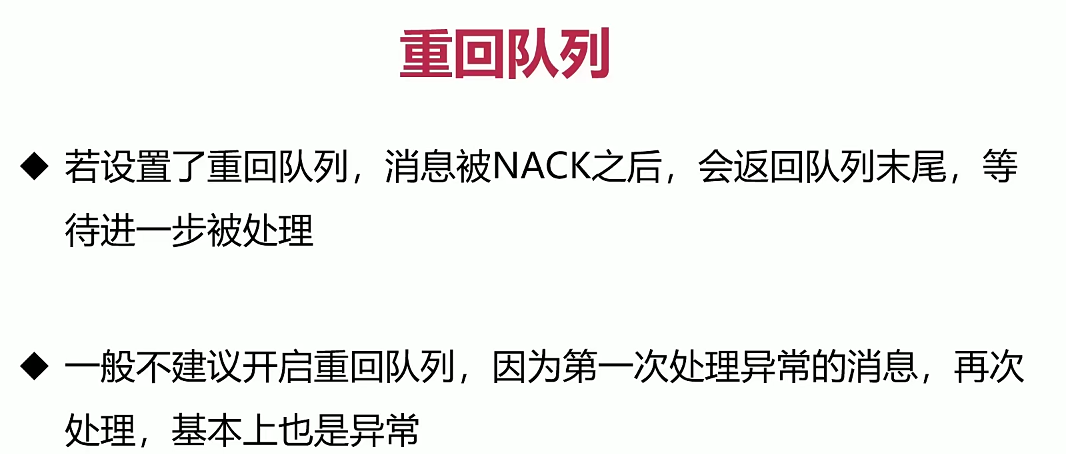 重回队列
◆ 若设置了重回队列，消息被NACK之后，会返回队列末尾，等
待进一步被处理
◆ 一般不建议开启重回队列，因为第一次处理异常的消息，再次
处理，基本上也是异常